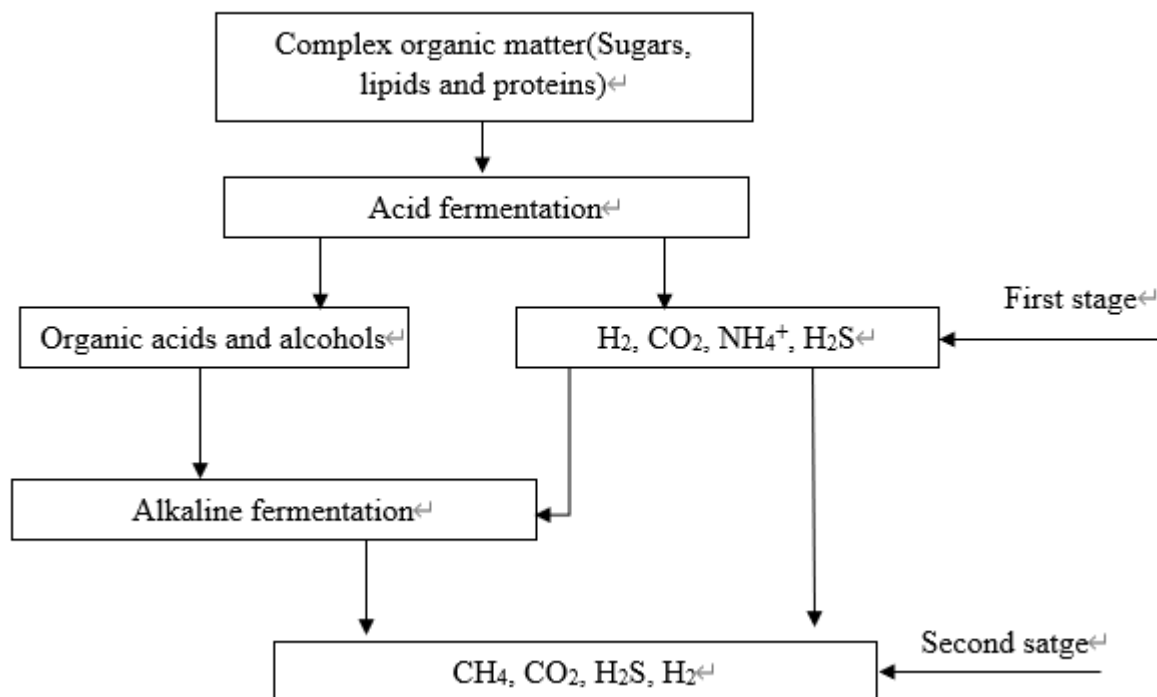 Complex organic matter(Sugars,
lipids and proteins)↵
Acid fermentation↵
First stage↵
Organic acids and alcohols↵
H₂, CO₂, NH₄⁺, H₂S↵
Alkaline fermentation↵
Second satge↵
CH₄, CO₂, H₂S, H₂↵